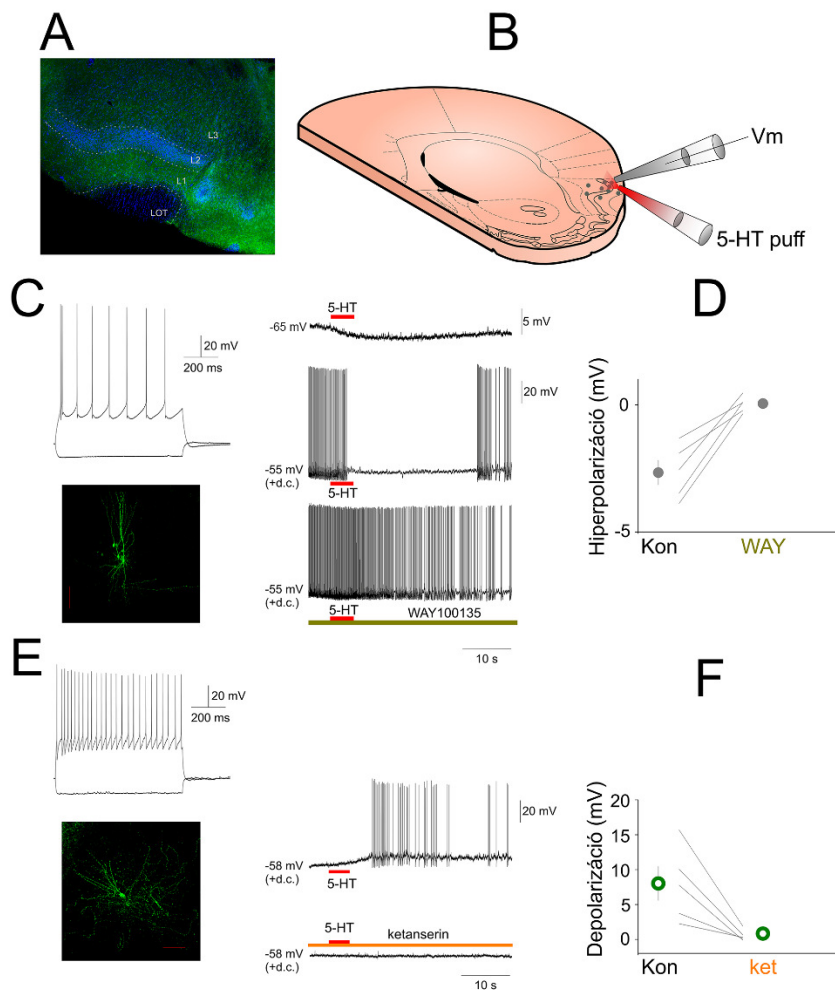 A
L3
L2
L1
LOT
B
Vm
5-HT puff
C
20 mV
200 ms
5-HT
-65 mV
5 mV
20 mV
-55 mV
(+d.c.)
5-HT
-55 mV
(+d.c.)
5-HT
WAY100135
10 s
D
Hiperpolarizáció (mV)
0
-5
Kon
WAY
E
20 mV
200 ms
20 mV
-58 mV
(+d.c.)
5-HT
5-HT
ketanserin
-58 mV
(+d.c.)
10 s
F
Depolarizáció (mV)
20
15
10
5
0
Kon
ket